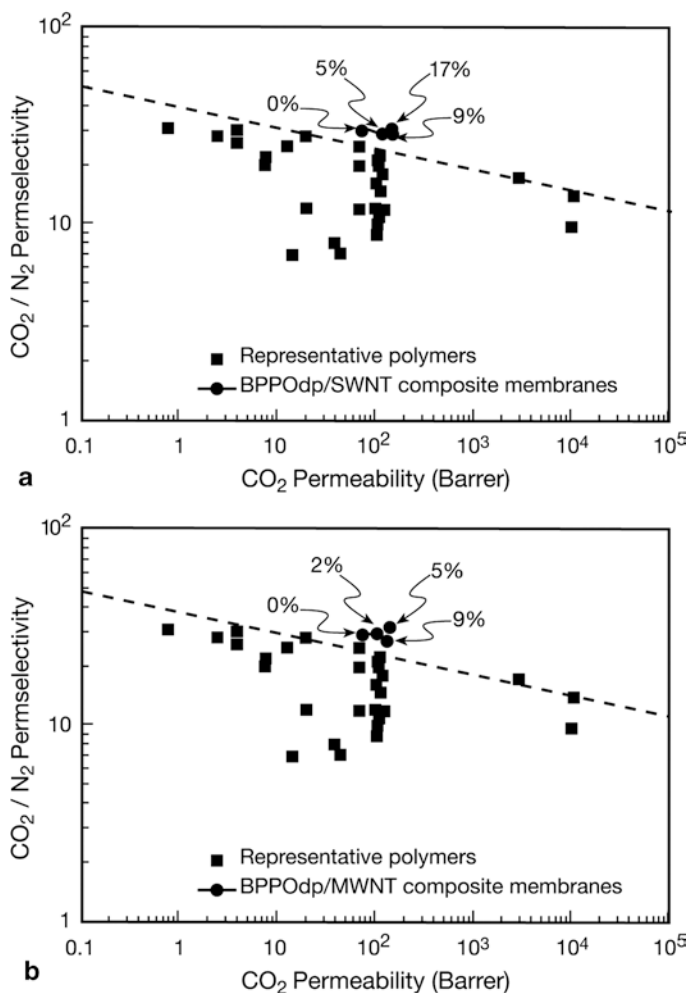 10²
5%
17%
0%
9%
CO₂ / N₂ Permselectivity
10
Representative polymers
BPPOdp/SWNT composite membranes
1
0.1 1 10 10² 10³ 10⁴ 10⁵
a
CO₂ Permeability (Barrer)
10²
2%
5%
0%
9%
CO₂ / N₂ Permselectivity
10
Representative polymers
BPPOdp/MWNT composite membranes
1
0.1 1 10 10² 10³ 10⁴ 10⁵
b
CO₂ Permeability (Barrer)